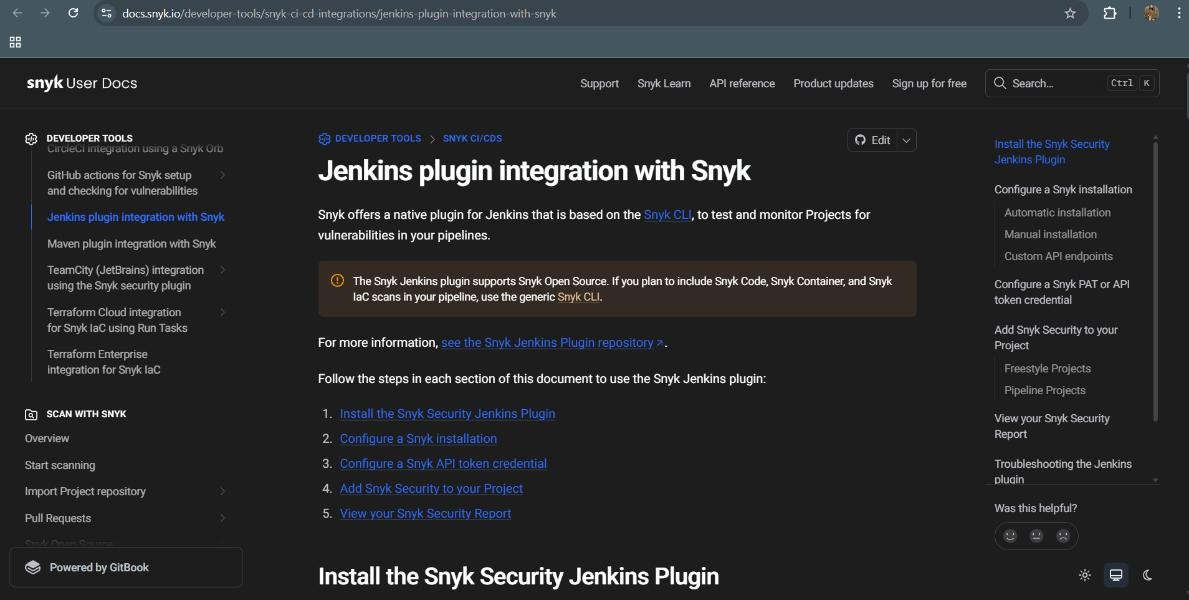 docs.snyk.io/developer-tools/snyk-ci-cd-integrations/jenkins-plugin-integration-with-snyk
snyk User Docs
Support
Snyk Learn
API reference
Product updates
Sign up for free
Search...
Ctrl K
DEVELOPER TOOLS
CircleCI integration using a Snyk Orb
GitHub actions for Snyk setup
and checking for vulnerabilities
Jenkins plugin integration with Snyk
Maven plugin integration with Snyk
TeamCity (JetBrains) integration
using the Snyk security plugin
Terraform Cloud integration
for Snyk IaC using Run Tasks
Terraform Enterprise
integration for Snyk IaC
SCAN WITH SNYK
Overview
Start scanning
Import Project repository
Pull Requests
Snyk Open Source
Powered by GitBook
DEVELOPER TOOLS > SNYK CI/CDS
Edit
Jenkins plugin integration with Snyk
Snyk offers a native plugin for Jenkins that is based on the Snyk CLI, to test and monitor Projects for
vulnerabilities in your pipelines.
The Snyk Jenkins plugin supports Snyk Open Source. If you plan to include Snyk Code, Snyk Container, and Snyk
IaC scans in your pipeline, use the generic Snyk CLI.
For more information, see the Snyk Jenkins Plugin repository↗.
Follow the steps in each section of this document to use the Snyk Jenkins plugin:
1. Install the Snyk Security Jenkins Plugin
2. Configure a Snyk installation
3. Configure a Snyk API token credential
4. Add Snyk Security to your Project
5. View your Snyk Security Report
Install the Snyk Security Jenkins Plugin
Install the Snyk Security
Jenkins Plugin
Configure a Snyk installation
Automatic installation
Manual installation
Custom API endpoints
Configure a Snyk PAT or API
token credential
Add Snyk Security to your
Project
Freestyle Projects
Pipeline Projects
View your Snyk Security
Report
Troubleshooting the Jenkins
plugin
Was this helpful?